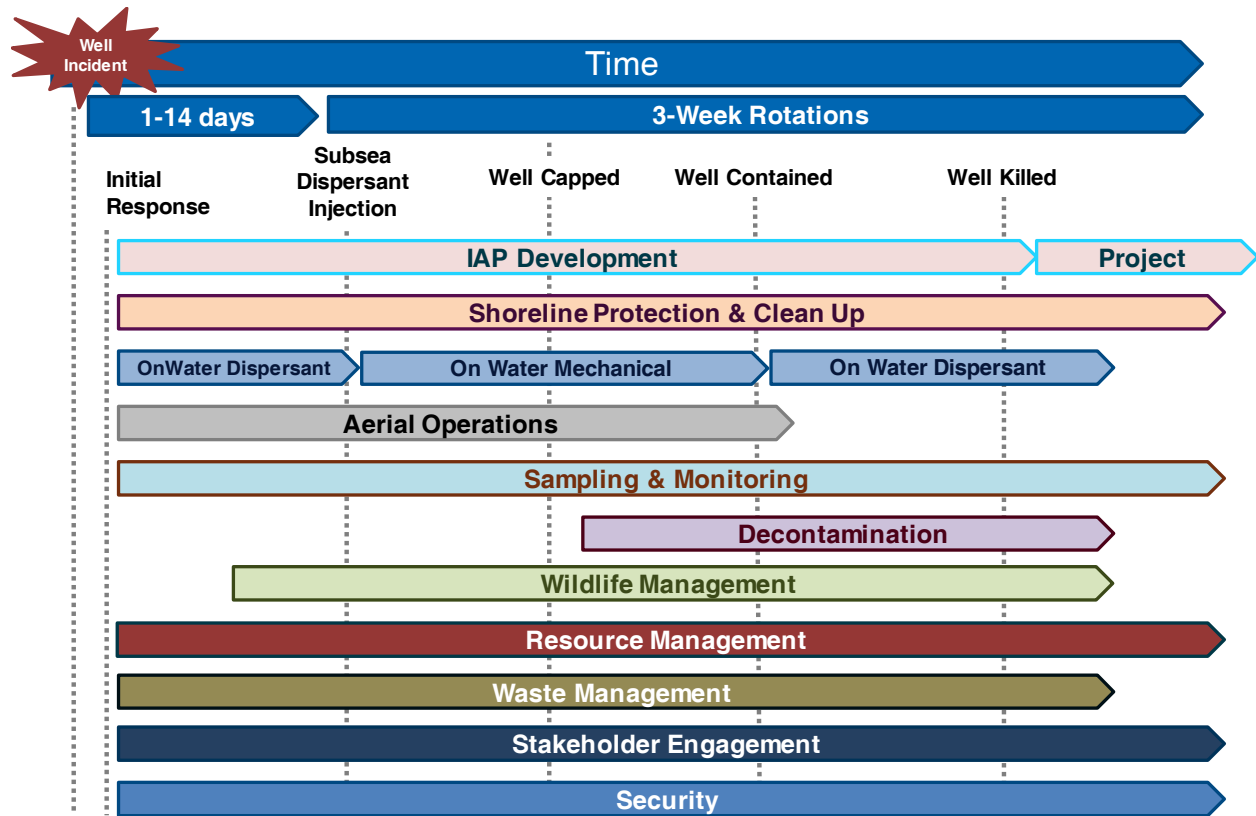 Well
Incident
Time
1-14 days
3-Week Rotations
Initial
Response
Subsea
Dispersant
Injection
Well Capped
Well Contained
Well Killed
IAP Development
Project
Shoreline Protection & Clean Up
OnWater Dispersant
On Water Mechanical
On Water Dispersant
Aerial Operations
Sampling & Monitoring
Decontamination
Wildlife Management
Resource Management
Waste Management
Stakeholder Engagement
Security